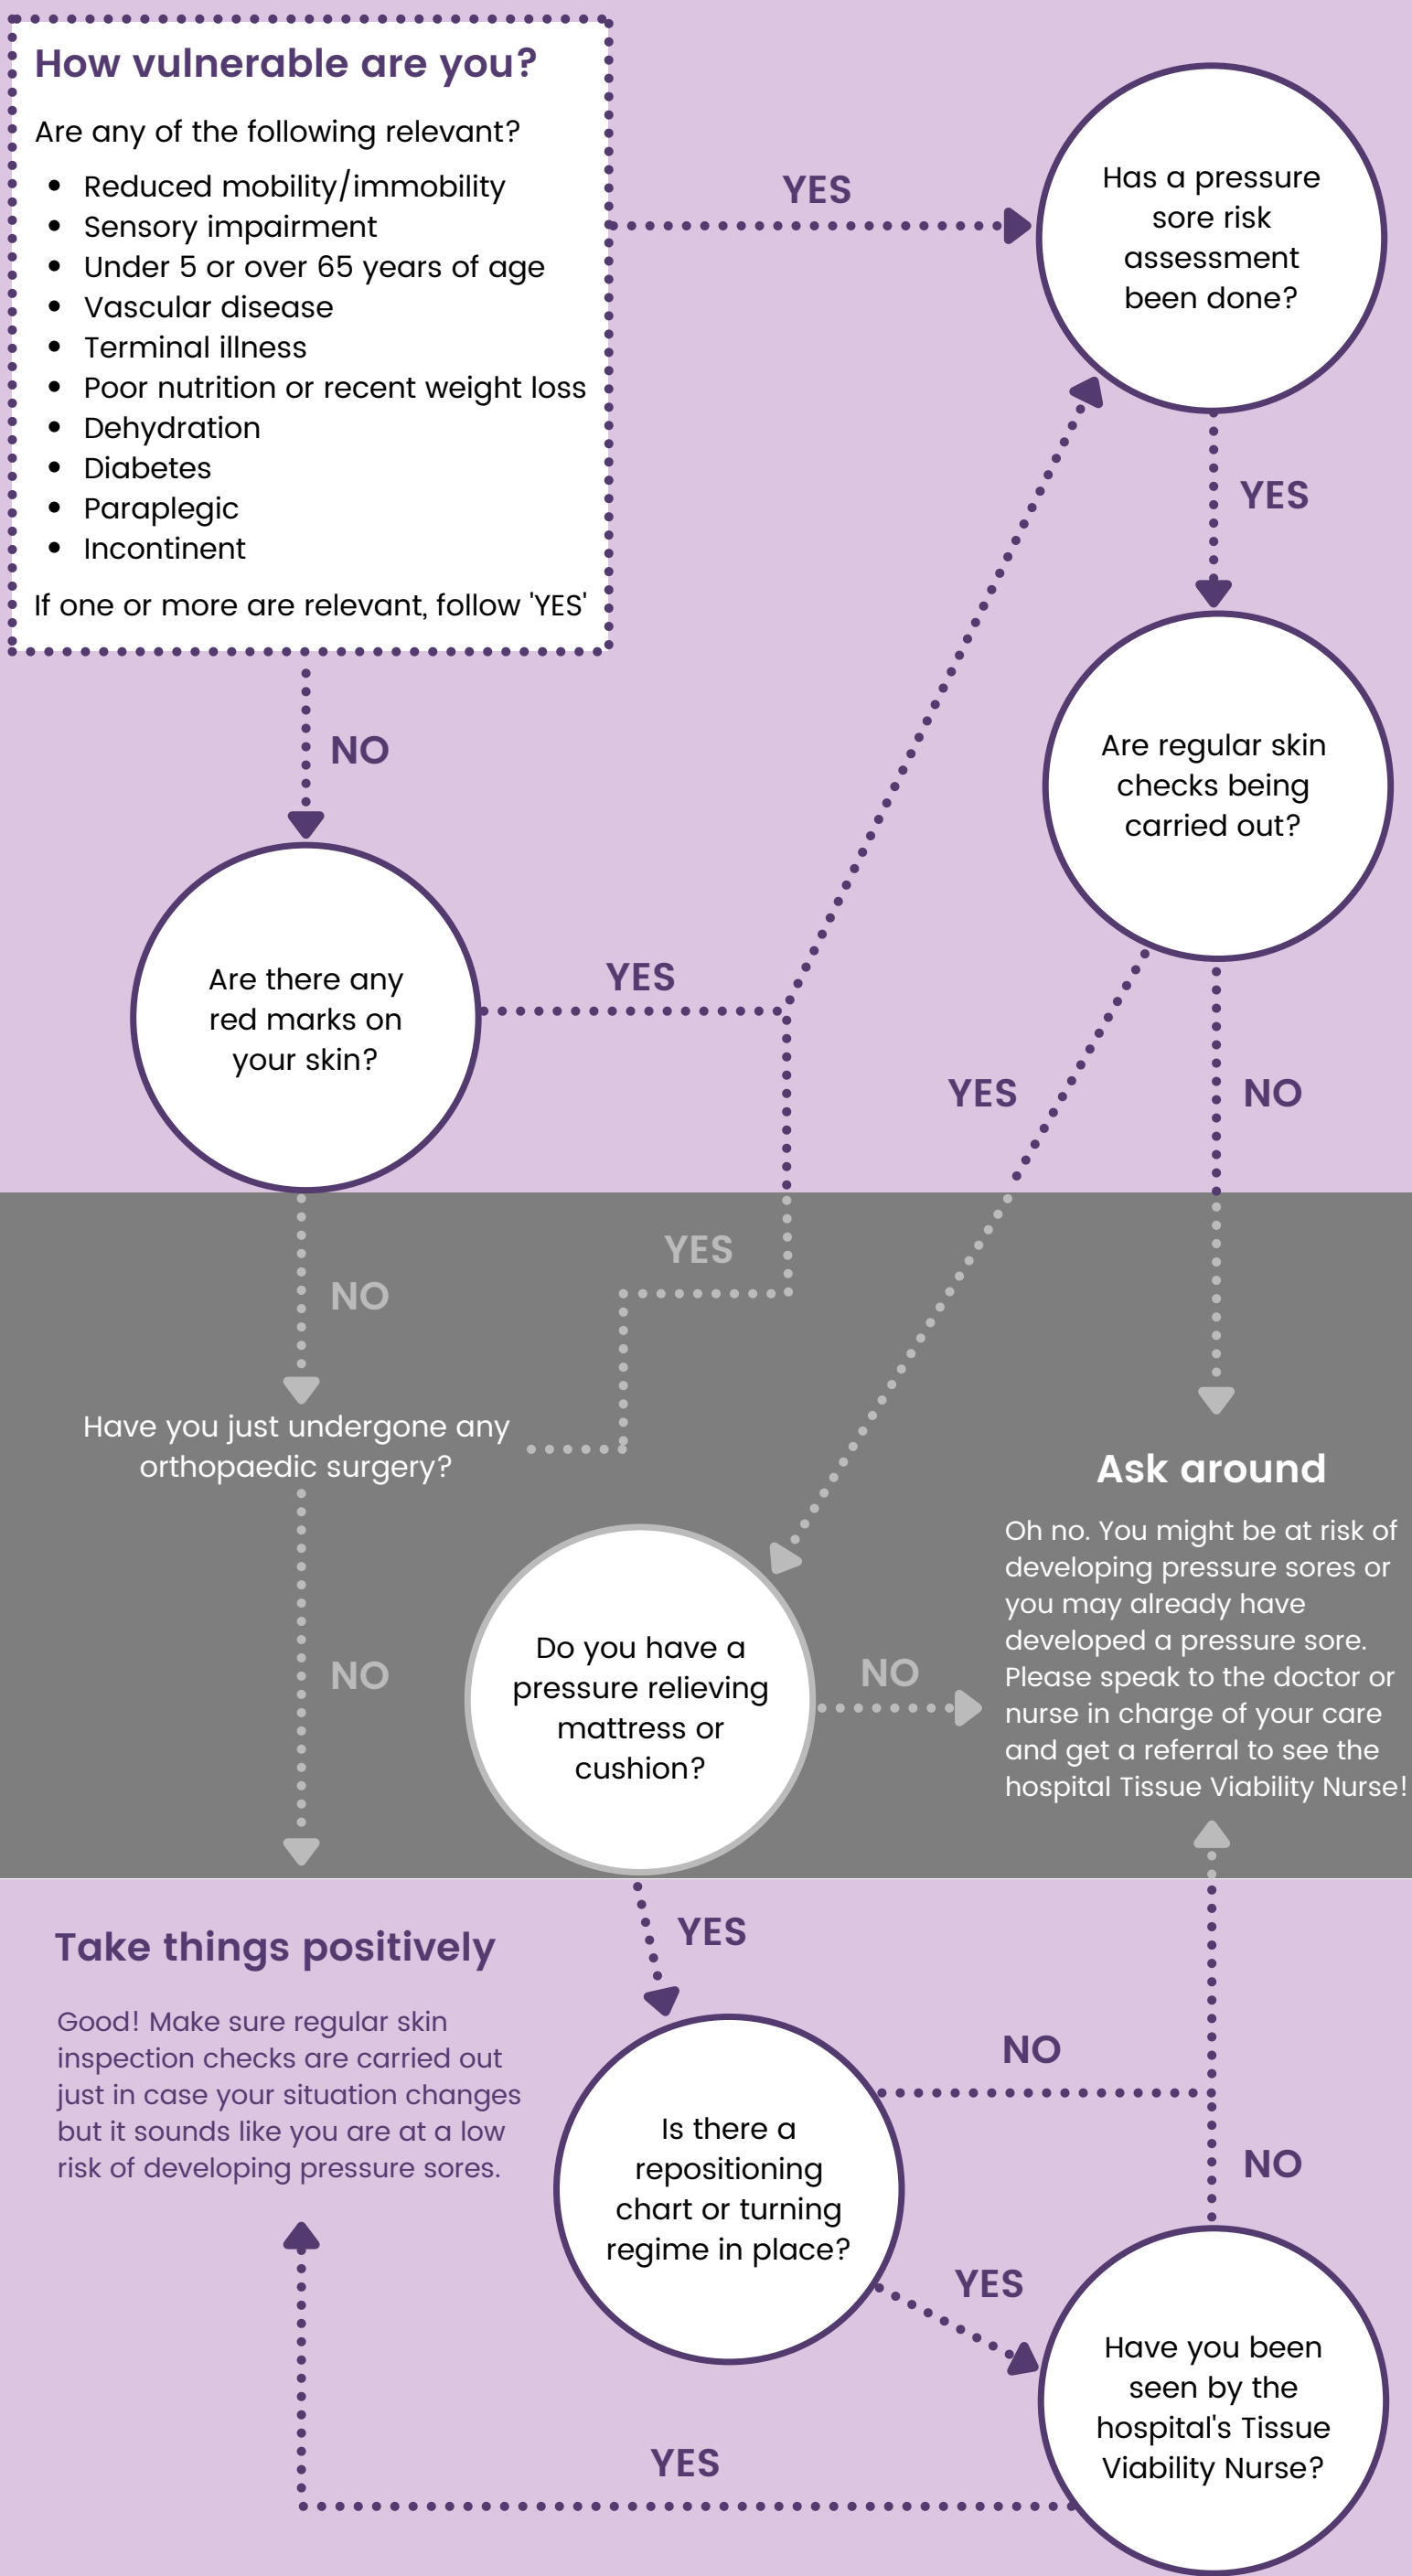 How vulnerable are you?
Are any of the following relevant?
• Reduced mobility/immobility
• Sensory impairment
• Under 5 or over 65 years of age
• Vascular disease
• Terminal illness
• Poor nutrition or recent weight loss
• Dehydration
• Diabetes
• Paraplegic
• Incontinent
If one or more are relevant, follow 'YES'
YES
Has a pressure
sore risk
assessment
been done?
YES
Are regular skin
checks being
carried out?
NO
Are there any
red marks on
your skin?
YES
YES
NO
NO
YES
Have you just undergone any
orthopaedic surgery?
NO
Do you have a
pressure relieving
mattress or
cushion?
NO
Ask around
Oh no. You might be at risk of
developing pressure sores or
you may already have
developed a pressure sore.
Please speak to the doctor or
nurse in charge of your care
and get a referral to see the
hospital Tissue Viability Nurse!
YES
Take things positively
Good! Make sure regular skin
inspection checks are carried out
just in case your situation changes
but it sounds like you are at a low
risk of developing pressure sores.
Is there a
repositioning
chart or turning
regime in place?
NO
NO
YES
Have you been
seen by the
hospital's Tissue
Viability Nurse?
YES